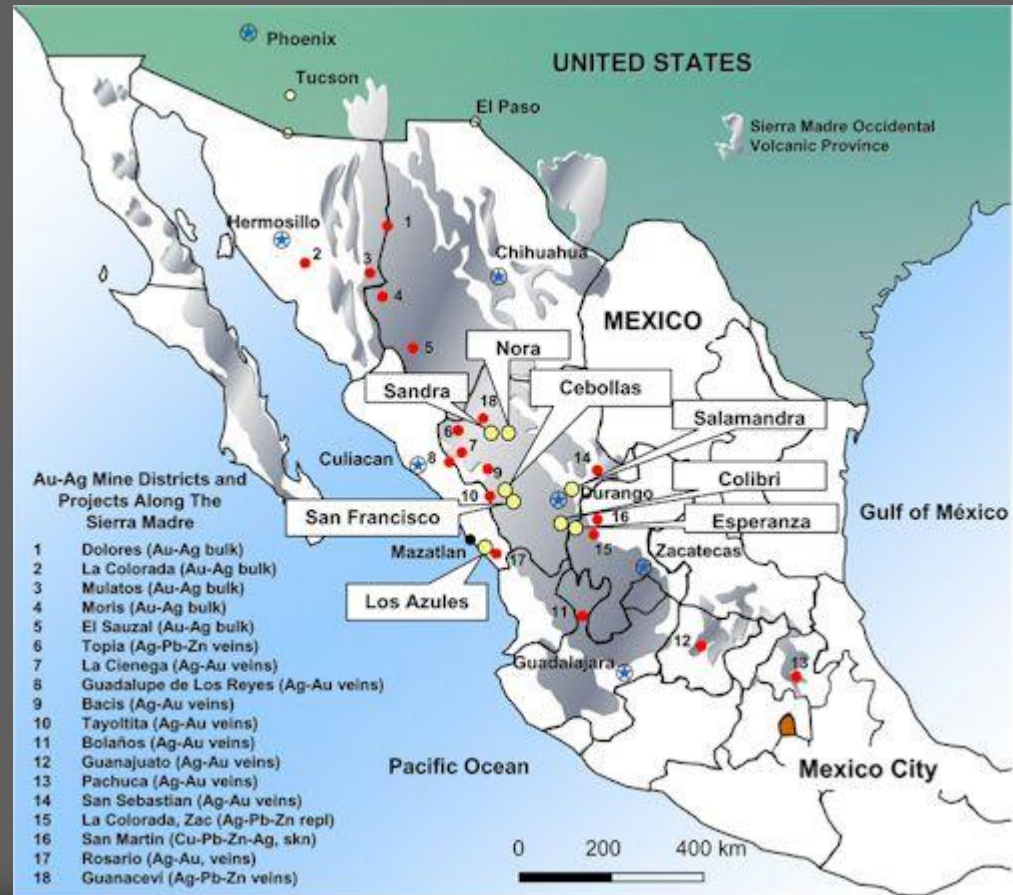 Phoenix
UNITED STATES
Tucson
El Paso
Sierra Madre Occidental
Volcanic Province
Hermosillo
1
2
3
Chihuahua
4
MEXICO
5
Nora
Sandra
Cebollas
18
Salamandra
6
7
Culiacan
8
9
14
Durango
Colibri
10
San Francisco
16
Esperanza
Gulf of México
15
Mazatlan
17
Zacatecas
Los Azules
11
12
13
Guadalajara
Pacific Ocean
Mexico City
0 200 400 km
Au-Ag Mine Districts and
Projects Along The
Sierra Madre
1 Dolores (Au-Ag bulk)
2 La Colorada (Au-Ag bulk)
3 Mulatos (Au-Ag bulk)
4 Moris (Au-Ag bulk)
5 El Sauzal (Au-Ag bulk)
6 Topia (Ag-Pb-Zn veins)
7 La Cienega (Ag-Au veins)
8 Guadalupe de Los Reyes (Ag-Au veins)
9 Bacis (Ag-Au veins)
10 Tayoltita (Ag-Au veins)
11 Bolaños (Ag-Au veins)
12 Guanajuato (Ag-Au veins)
13 Pachuca (Ag-Au veins)
14 San Sebastian (Ag-Au veins)
15 La Colorada, Zac (Ag-Pb-Zn repl)
16 San Martin (Cu-Pb-Zn-Ag, skn)
17 Rosario (Ag-Au, veins)
18 Guanacevi (Ag-Pb-Zn veins)